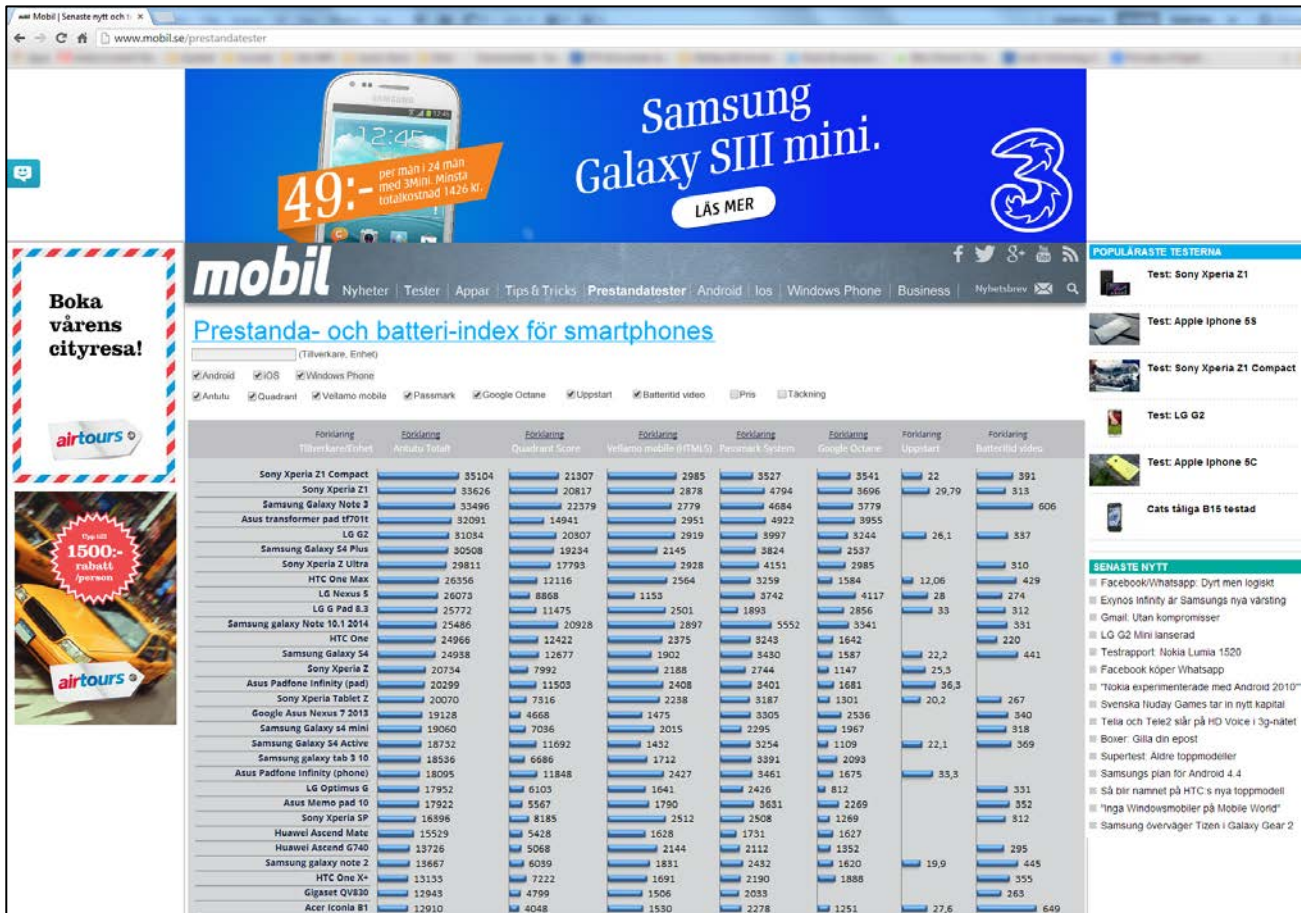 Mobil | Senaste nytt och t
www.mobil.se/prestandatester
SAMSUNG
12:45
49:-
per mån i 24 mån
med 3Mini. Minsta
totalkostnad 1426 kr.
Samsung
Galaxy SIII mini.
LÄS MER
3
Boka
vårens
cityresa!
airtours
Upp till
1500:-
rabatt
/person
airtours
mobil
Nyheter | Tester | Appar | Tips & Tricks | Prestandatester | Android | Ios | Windows Phone | Business | Nyhetsbrev
Prestanda- och batteri-index för smartphones
(Tillverkare, Enhet)
Android iOS Windows Phone
Antutu Quadrant Vellamo mobile Passmark Google Octane Uppstart Batteritid video Pris Täckning
Förklaring Förklaring Förklaring Förklaring Förklaring Förklaring Förklaring Förklaring
Tillverkare/Enhet Antutu Totalt Quadrant Score Vellamo mobile (HTML5) Passmark System Google Octane Uppstart Batteritid video
Sony Xperia Z1 Compact 35104 21307 2985 3527 3541 22 391
Sony Xperia Z1 33626 20817 2878 4794 3696 29,79 313
Samsung Galaxy Note 3 33496 22379 2779 4684 3779 606
Asus transformer pad tf701t 32091 14941 2951 4922 3955
LG G2 31034 20307 2919 3997 3244 26,1 337
Samsung Galaxy S4 Plus 30508 19234 2145 3824 2537
Sony Xperia Z Ultra 29811 17793 2928 4151 2985 310
HTC One Max 26356 12116 2564 3259 1584 12,06 429
LG Nexus 5 26073 8868 1153 3742 4117 28 274
LG G Pad 8.3 25772 11475 2501 1893 2856 33 312
Samsung galaxy Note 10.1 2014 25486 20928 2897 5552 3341 331
HTC One 24966 12422 2375 3243 1642 220
Samsung Galaxy S4 24938 12677 1902 3430 1587 22,2 441
Sony Xperia Z 20734 7992 2188 2744 1147 25,3
Asus Padfone Infinity (pad) 20299 11503 2408 3401 1681 36,3
Sony Xperia Tablet Z 20070 7316 2238 3187 1301 20,2 267
Google Asus Nexus 7 2013 19128 4668 1475 3305 2536 340
Samsung Galaxy s4 mini 19060 7036 2015 2295 1967 318
Samsung Galaxy S4 Active 18732 11692 1432 3254 1109 22,1 369
Samsung galaxy tab 3 10 18536 6686 1712 3391 2093
Asus Padfone Infinity (phone) 18095 11848 2427 3461 1675 33,3
LG Optimus G 17952 6103 1641 2426 812 331
Asus Memo pad 10 17922 5567 1790 3631 2269 352
Sony Xperia SP 16396 8185 2512 2508 1269 312
Huawei Ascend Mate 15529 5428 1628 1731 1627
Huawei Ascend G740 13726 5068 2144 2112 1352 295
Samsung galaxy note 2 13667 6039 1831 2432 1620 19,9 445
HTC One X+ 13133 7222 1691 2190 1888 355
Gigaset QV830 12943 4799 1506 2033 263
Acer Iconia B1 12910 4048 1530 2278 1251 27,6 649
POPULÄRASTE TESTERNA
Test: Sony Xperia Z1
Test: Apple Iphone 5S
Test: Sony Xperia Z1 Compact
Test: LG G2
Test: Apple Iphone 5C
Cats tåliga B15 testad
SENASTE NYTT
Facebook/Whatsapp: Dyrt men logiskt
Exynos Infinity är Samsungs nya värsting
Gmail: Utan kompromisser
LG G2 Mini lanserad
Testrapport: Nokia Lumia 1520
Facebook köper Whatsapp
"Nokia experimenterade med Android 2010"
Svenska Nuday Games tar in nytt kapital
Telia och Tele2 slår på HD Voice i 3g-nätet
Boxer: Gilla din epost
Supertest: Äldre toppmodeller
Samsungs plan för Android 4.4
Så blir namnet på HTC:s nya toppmodell
"Inga Windowsmobiler på Mobile World"
Samsung överväger Tizen i Galaxy Gear 2